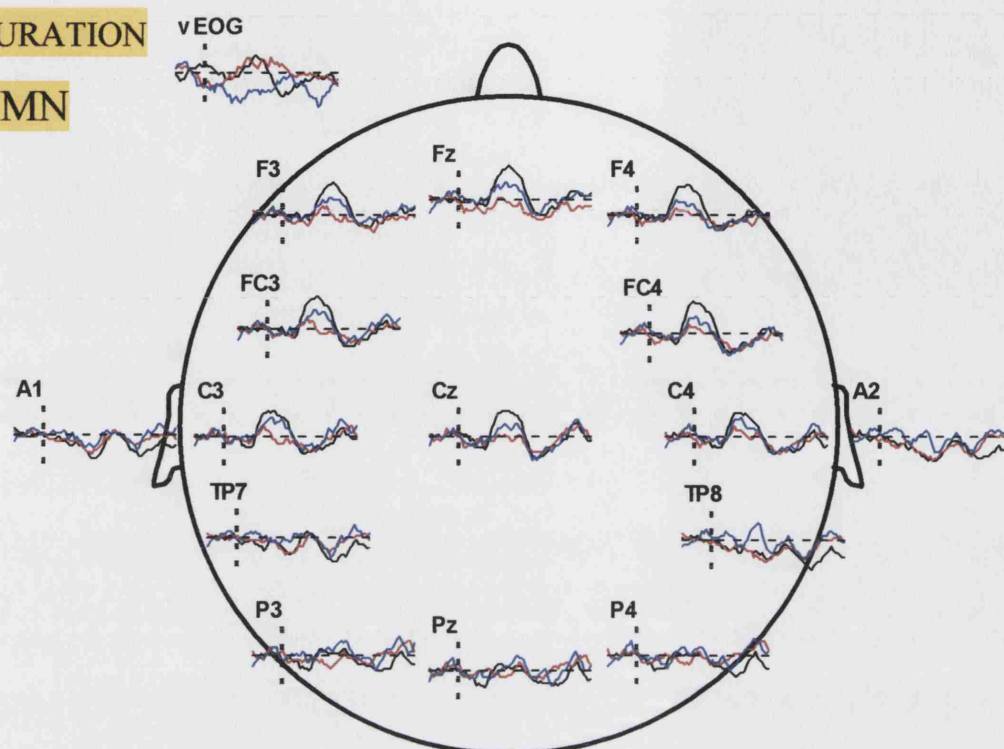 URATION
MN
vEOG
F3 Fz F4
FC3 FC4
A1 C3 Cz C4 A2
TP7 TP8
P3 Pz P4